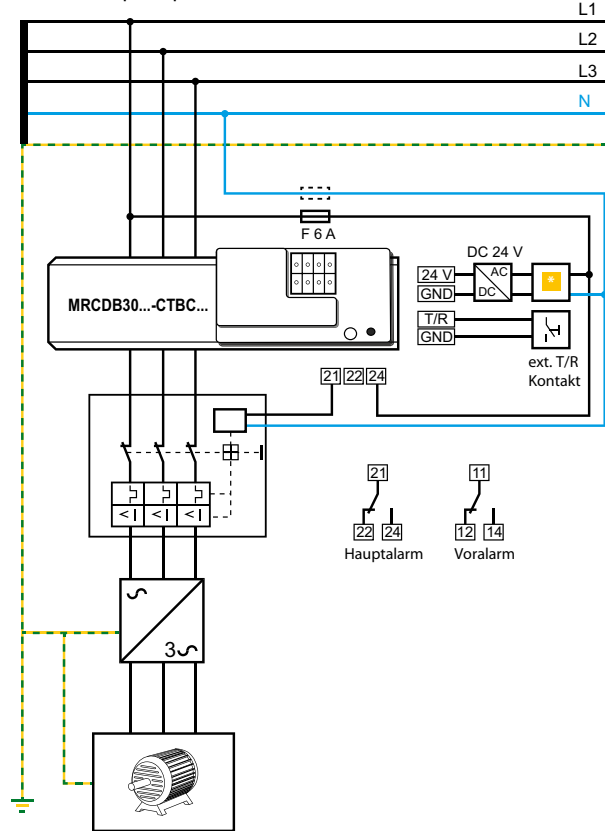 L1
L2
L3
N
F 6 A
DC 24 V
24 V
AC
DC
*
GND
MRCDB30...-CTBC...
T/R
GND
ext. T/R
Kontakt
21 22 24
< I < I < I
21
22 24
Hauptalarm
11
12 14
Voralarm
3